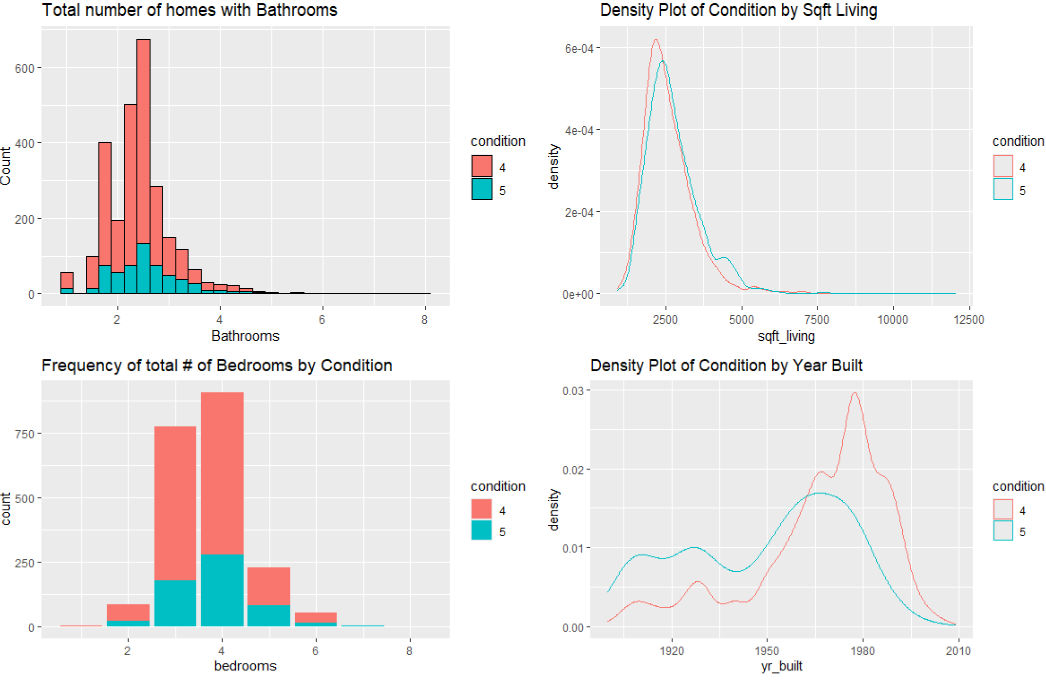 Total number of homes with Bathrooms
Count
600
400
200
0
2
4
6
8
Bathrooms
condition
4
5
Density Plot of Condition by Sqft Living
density
6e-04
4e-04
2e-04
0e+00
2500
5000
7500
10000
12500
sqft_living
condition
4
5
Frequency of total # of Bedrooms by Condition
count
750
500
250
0
2
4
6
8
bedrooms
condition
4
5
Density Plot of Condition by Year Built
density
0.03
0.02
0.01
0.00
1920
1950
1980
2010
yr_built
condition
4
5